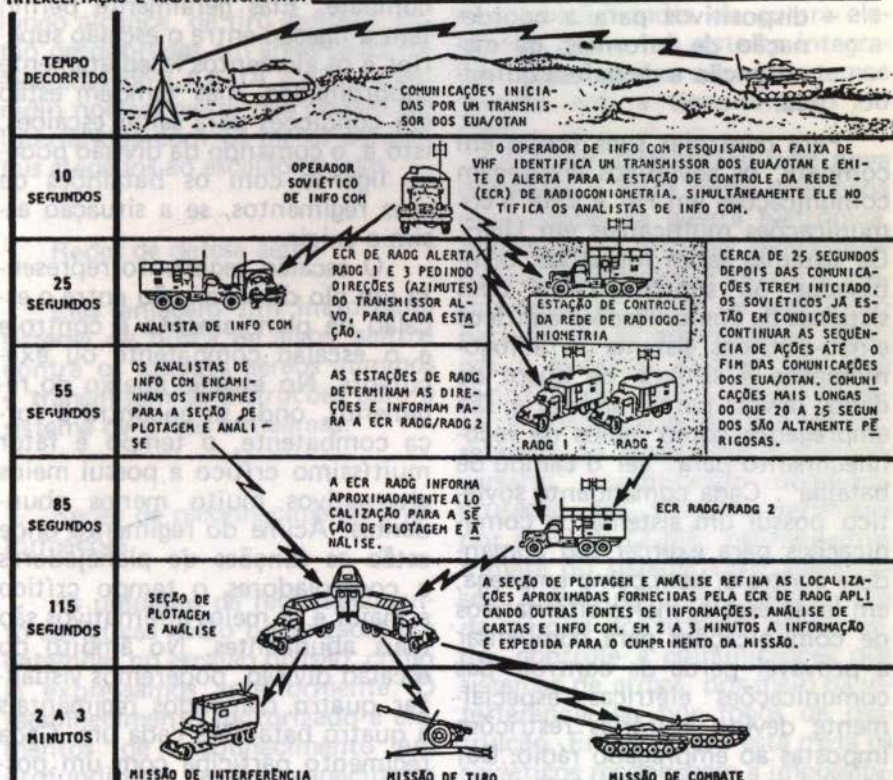 INTERCEPTAÇÃO E RADIOGONIOMETRIA
TEMPO
DECORRIDO
COMUNICAÇÕES INICIA-
DAS POR UM TRANSMIS-
SOR DOS EUA/OTAN
10
SEGUNDOS
OPERADOR
SOVIÉTICO
DE INFO COM
O OPERADOR DE INFO COM PESQUISANDO A FAIXA DE
VHF IDENTIFICA UM TRANSMISSOR DOS EUA/OTAN E EMI-
TE O ALERTA PARA A ESTAÇÃO DE CONTROLE DA REDE
(ECR) DE RADIOGONIOMETRIA. SIMULTÂNEAMENTE ELE NO
TIFICA OS ANALISTAS DE INFO COM.
25
SEGUNDOS
ANALISTA DE INFO COM
ECR DE RADG ALERTA
RADG 1 E 3 PEDINDO
DIREÇÕES (AZIMUTES)
DO TRANSMISSOR AL-
VO, PARA CADA ESTA
ÇÃO.
ESTAÇÃO DE CONTROLE
DA REDE DE RADIOGO-
NIOMETRIA
CERCA DE 25 SEGUNDOS
DEPOIS DAS COMUNICA-
ÇÕES TEREM INICIADO,
OS SOVIÉTICOS JÁ ES-
TÃO EM CONDIÇÕES DE
CONTINUAR AS SEQUÊN-
CIA DE AÇÕES ATÉ O
FIM DAS COMUNICAÇÕES
DOS EUA/OTAN. COMUNI
CAÇÕES MAIS LONGAS
DO QUE 20 A 25 SEGUN
DOS SÃO ALTAMENTE PE
RIGOSAS.
55
SEGUNDOS
OS ANALISTAS DE
INFO COM ENCAMI-
NHAM OS INFORMES
PARA A SEÇÃO DE
PLOTAGEM E ANÁLI-
SE
AS ESTAÇÕES DE RADG
DETERMINAM AS DIRE-
ÇÕES E INFORMAM PA-
RA A ECR RADG/RADG 2
RADG 1
RADG 2
85
SEGUNDOS
A ECR RADG INFORMA
APROXIMADAMENTE A LO
CALIZAÇÃO PARA A SE
ÇÃO DE PLOTAGEM E A
NÁLISE.
ECR RADG/RADG 2
115
SEGUNDOS
SEÇÃO DE
PLOTAGEM
E ANÁLISE
A SEÇÃO DE PLOTAGEM E ANÁLISE REFINA AS LOCALIZA-
ÇÕES APROXIMADAS FORNECIDAS PELA ECR DE RADG APLI
CANDO OUTRAS FONTES DE INFORMAÇÕES, ANÁLISE DE
CARTAS E INFO COM. EM 2 A 3 MINUTOS A INFORMAÇÃO
É EXPEDIDA PARA O CUMPRIMENTO DA MISSÃO.
2 A 3
MINUTOS
MISSÃO DE INTERFERÊNCIA
MISSÃO DE TIRO
MISSÃO DE COMBATE